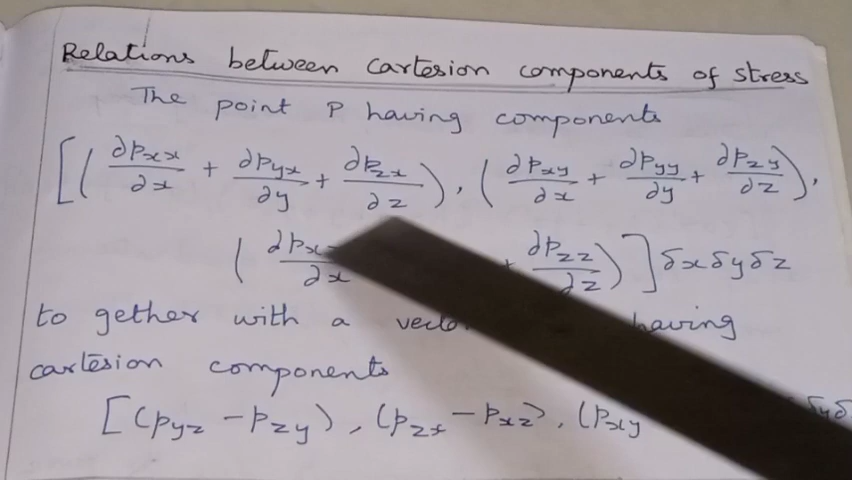 Relations between cartesion components of stress
The point P having components
[(∂Pxx/∂x + ∂Pyx/∂y + ∂Pzx/∂z), (∂Pxy/∂x + ∂Pyy/∂y + ∂Pzy/∂z),
( + ∂Pzz/∂z)] δx δy δz
to gether with a having
cartesion components
[(Pyz - Pzy), (Pzx - Pxz), (Pxy